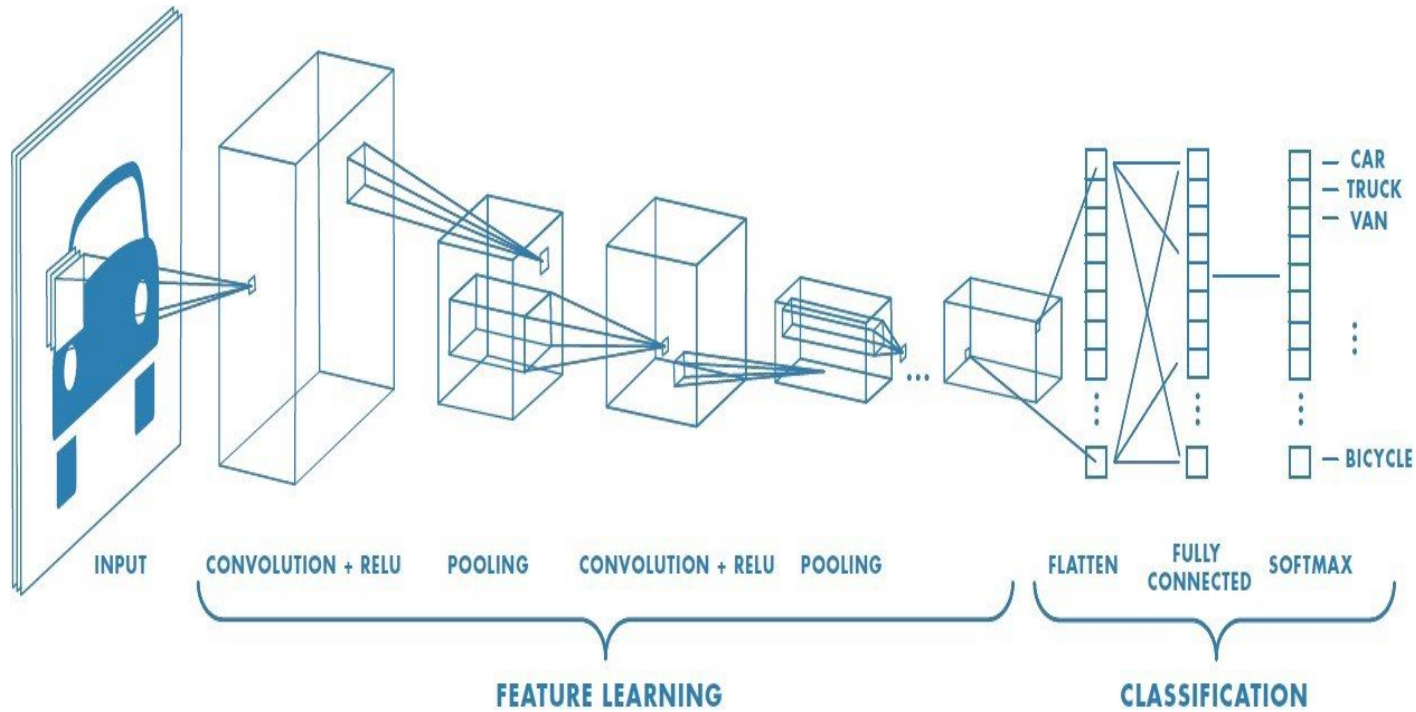 CAR
TRUCK
VAN
BICYCLE
INPUT
CONVOLUTION + RELU
POOLING
CONVOLUTION + RELU
POOLING
FLATTEN
FULLY
CONNECTED
SOFTMAX
FEATURE LEARNING
CLASSIFICATION